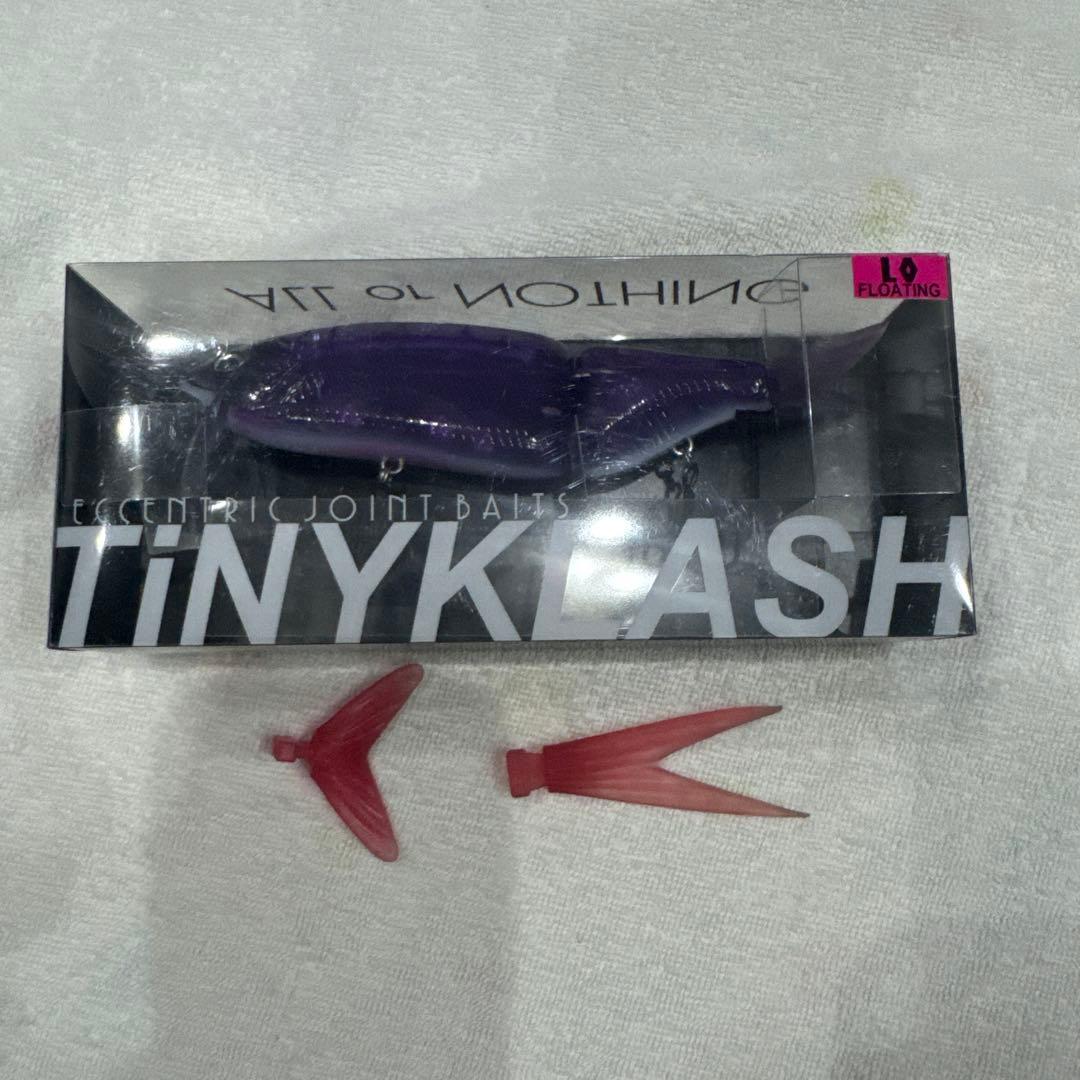 ALL or NOTHING
LO
FLOATING
ECCENTRIC JOINT BAITS
TiNYKLASH